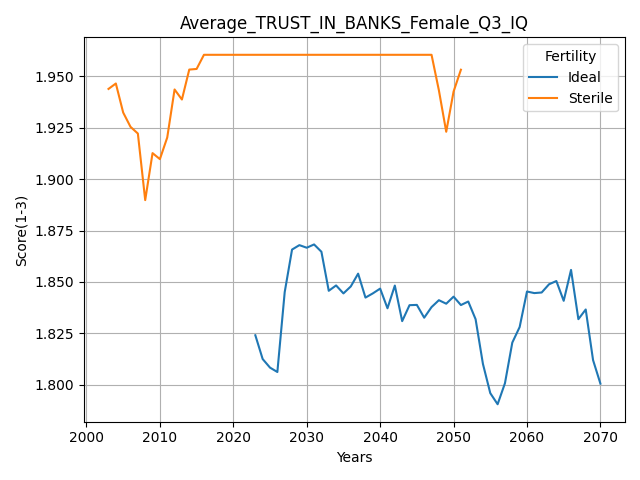 Average_TRUST_IN_BANKS_Female_Q3_IQ
Fertility
Ideal
Sterile
Score(1-3)
1.950
1.925
1.900
1.875
1.850
1.825
1.800
2000 2010 2020 2030 2040 2050 2060 2070
Years